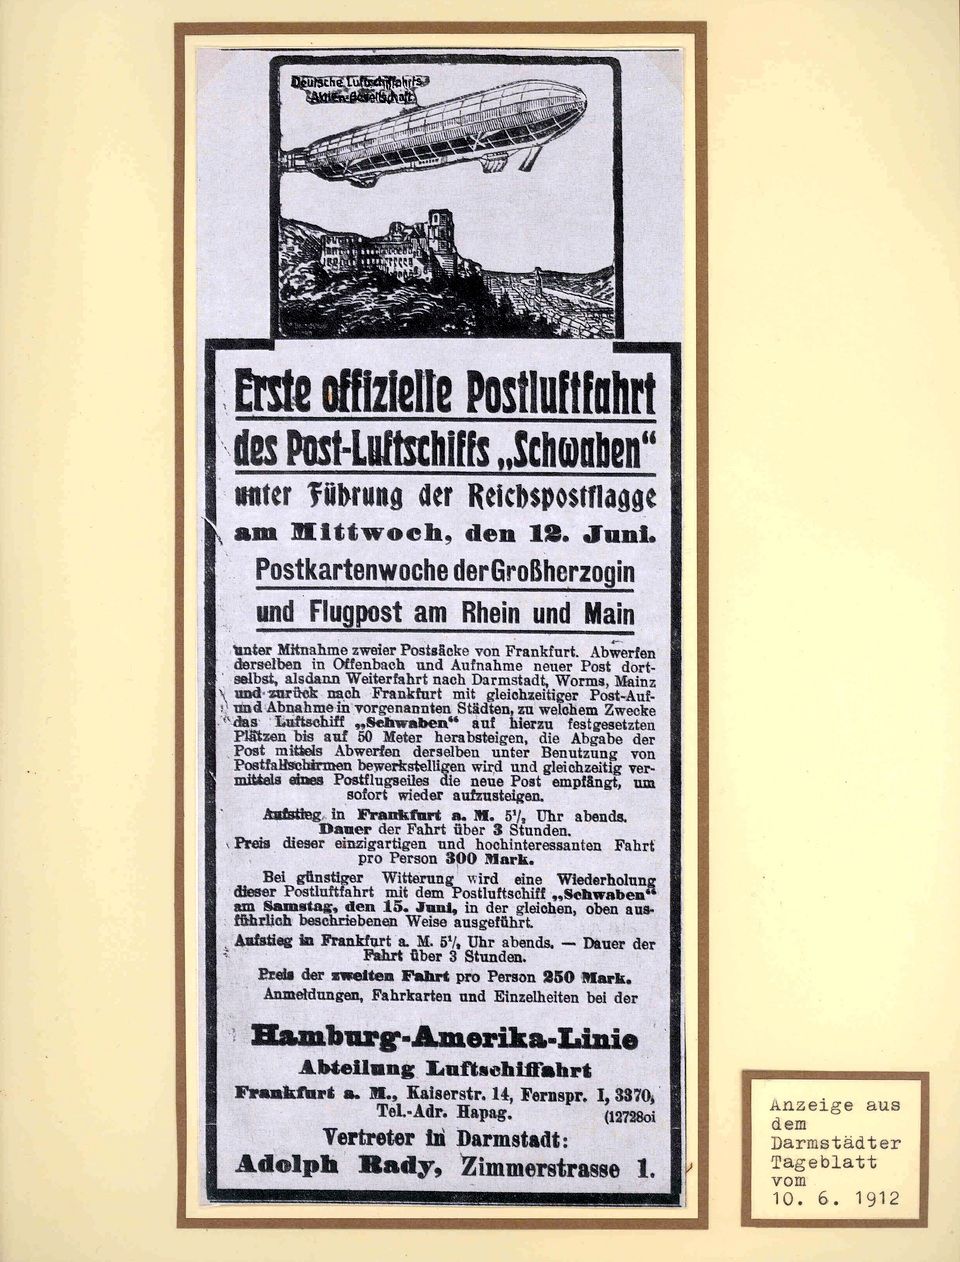 Deutsche Luftschiffahrts
Aktien-Gesellschaft
Erste offizielle Postluftfahrt
des Post-Luftschiffs „Schwaben“
unter Führung der Reichspostflagge
am Mittwoch, den 12. Juni.
Postkartenwoche der Großherzogin
und Flugpost am Rhein und Main
unter Mitnahme zweier Postsäcke von Frankfurt. Abwerfen
derselben in Offenbach und Aufnahme neuer Post dort-
selbst, alsdann Weiterfahrt nach Darmstadt, Worms, Mainz
und zurück nach Frankfurt mit gleichzeitiger Post-Auf-
und Abnahme in vorgenannten Städten, zu welchem Zwecke
das Luftschiff „Schwaben“ auf hierzu festgesetzten
Plätzen bis auf 50 Meter herabsteigen, die Abgabe der
Post mittels Abwerfen derselben unter Benutzung von
Postfallschirmen bewerkstelligen wird und gleichzeitig ver-
mittels eines Postflugseiles die neue Post empfängt, um
sofort wieder aufzusteigen.
Aufstieg in Frankfurt a. M. 5½ Uhr abends.
Dauer der Fahrt über 3 Stunden.
Preis dieser einzigartigen und hochinteressanten Fahrt
pro Person 300 Mark.
Bei günstiger Witterung wird eine Wiederholung
dieser Postluftfahrt mit dem Postluftschiff „Schwaben“
am Samstag, den 15. Juni, in der gleichen, oben aus-
führlich beschriebenen Weise ausgeführt.
Aufstieg in Frankfurt a. M. 5½ Uhr abends. — Dauer der
Fahrt über 3 Stunden.
Preis der zweiten Fahrt pro Person 250 Mark.
Anmeldungen, Fahrkarten und Einzelheiten bei der
Hamburg-Amerika-Linie
Abteilung Luftschiffahrt
Frankfurt a. M., Kaiserstr. 14, Fernspr. I, 3370,
Tel.-Adr. Hapag. (12728oi
Vertreter in Darmstadt:
Adolph Rady, Zimmerstrasse 1.
Anzeige aus
dem
Darmstädter
Tageblatt
vom
10. 6. 1912